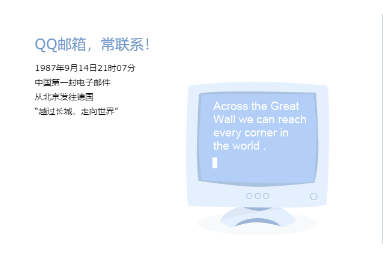 QQ邮箱，常联系！
1987年9月14日21时07分
中国第一封电子邮件
从北京发往德国
“越过长城，走向世界”
Across the Great
Wall we can reach
every corner in
the world .